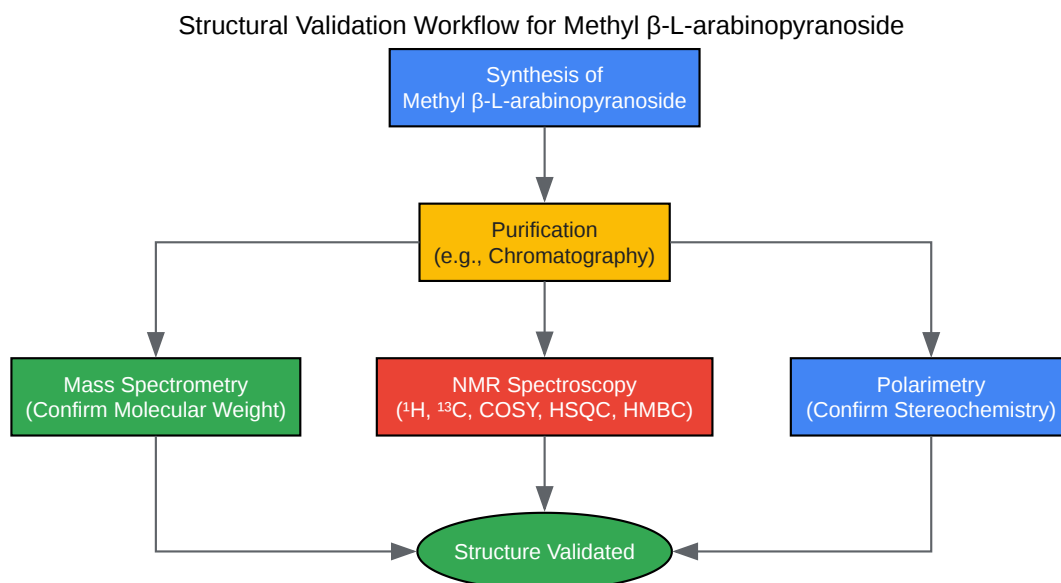 Structural Validation Workflow for Methyl β-L-arabinopyranoside
Synthesis of
Methyl β-L-arabinopyranoside
Purification
(e.g., Chromatography)
Mass Spectrometry
(Confirm Molecular Weight)
NMR Spectroscopy
(¹H, ¹³C, COSY, HSQC, HMBC)
Polarimetry
(Confirm Stereochemistry)
Structure Validated